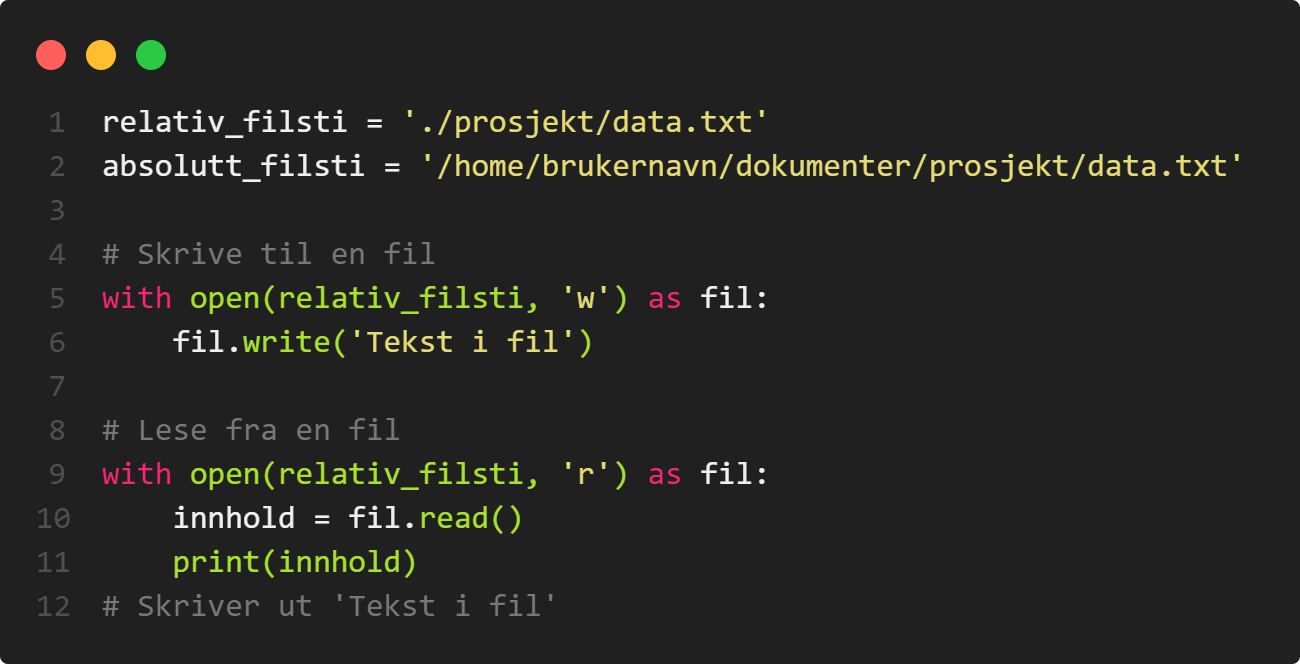 1 relativ_filsti = './prosjekt/data.txt'
2 absolutt_filsti = '/home/brukernavn/dokumenter/prosjekt/data.txt'
3
4 # Skrive til en fil
5 with open(relativ_filsti, 'w') as fil:
6     fil.write('Tekst i fil')
7
8 # Lese fra en fil
9 with open(relativ_filsti, 'r') as fil:
10     innhold = fil.read()
11     print(innhold)
12 # Skriver ut 'Tekst i fil'